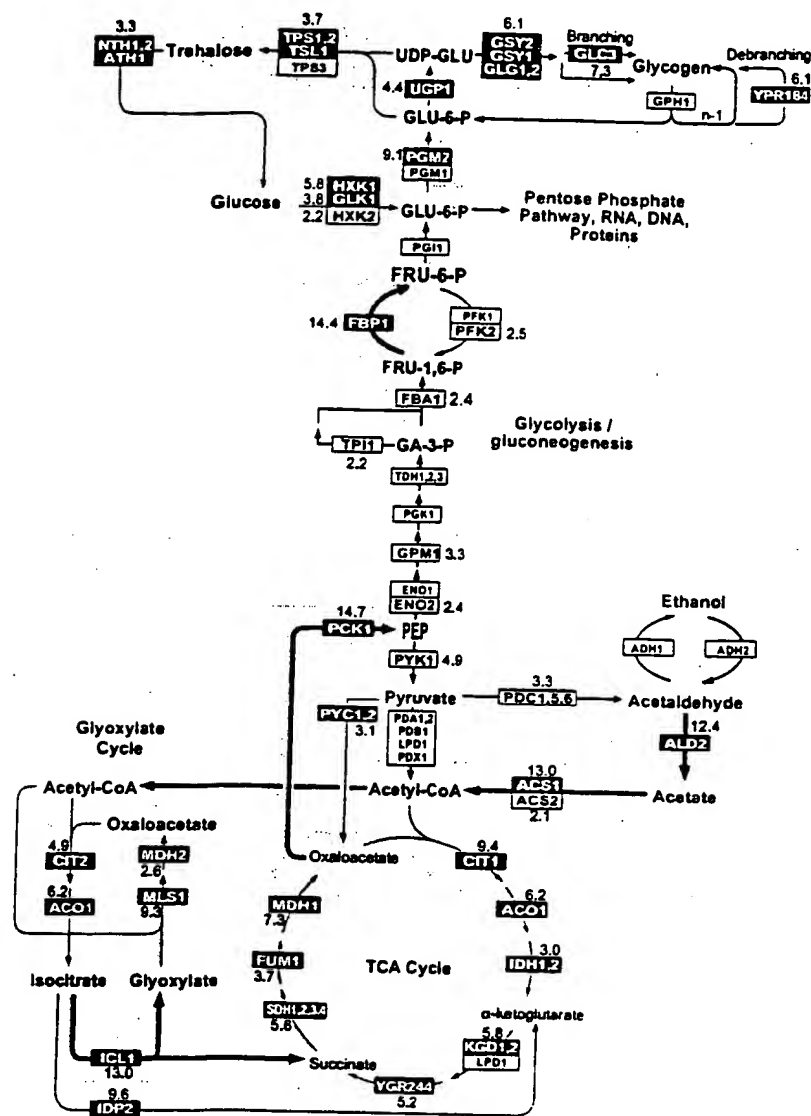 3.3
NTH1,2
ATH1
Trehalose
3.7
TPS1,2
TSL1
TPS3
UDP-GLU
6.1
GSY2
GSY1
GLG1,2
Branching
GLC3
7,3
Glycogen
Debranching
6.1
YPR184
4.4 UGP1
GPH1
n-1
GLU-6-P
9.1 PGM2
PGM1
Glucose
5.8 HXK1
3.8 GLK1
2.2 HXK2
GLU-6-P
Pentose Phosphate
Pathway, RNA, DNA,
Proteins
PGI1
FRU-6-P
14.4 FBP1
PFK1
PFK2 2.5
FRU-1,6-P
FBA1 2.4
Glycolysis /
gluconeogenesis
TPI1
2.2
GA-3-P
TDH1,2,3
PGK1
GPM1 3.3
ENO1
ENO2 2.4
14.7
PCK1
PEP
PYK1 4.9
Ethanol
ADH1
ADH2
Pyruvate
3.3
PDC1,5,6
Acetaldehyde
PYC1,2
3.1
PDA1,2
PDB1
LPD1
PDX1
12.4
ALD2
Glyoxylate
Cycle
Acetyl-CoA
Acetyl-CoA
13.0
ACS1
ACS2
2.1
Acetate
Oxaloacetate
4.9
CIT2
MDH2
2.6
Oxaloacetate
9.4
CIT1
6.2
ACO1
MLS1
9.3
MDH1
7.3
6.2
ACO1
FUM1
3.7
TCA Cycle
3.0
IDH1,2
Isocitrate
Glyoxylate
SDH1,2,3,4
5.6
α-ketoglutarate
5.8
KGD1,2
LPD1
ICL1
13.0
Succinate
YGR244
5.2
9.6
IDP2